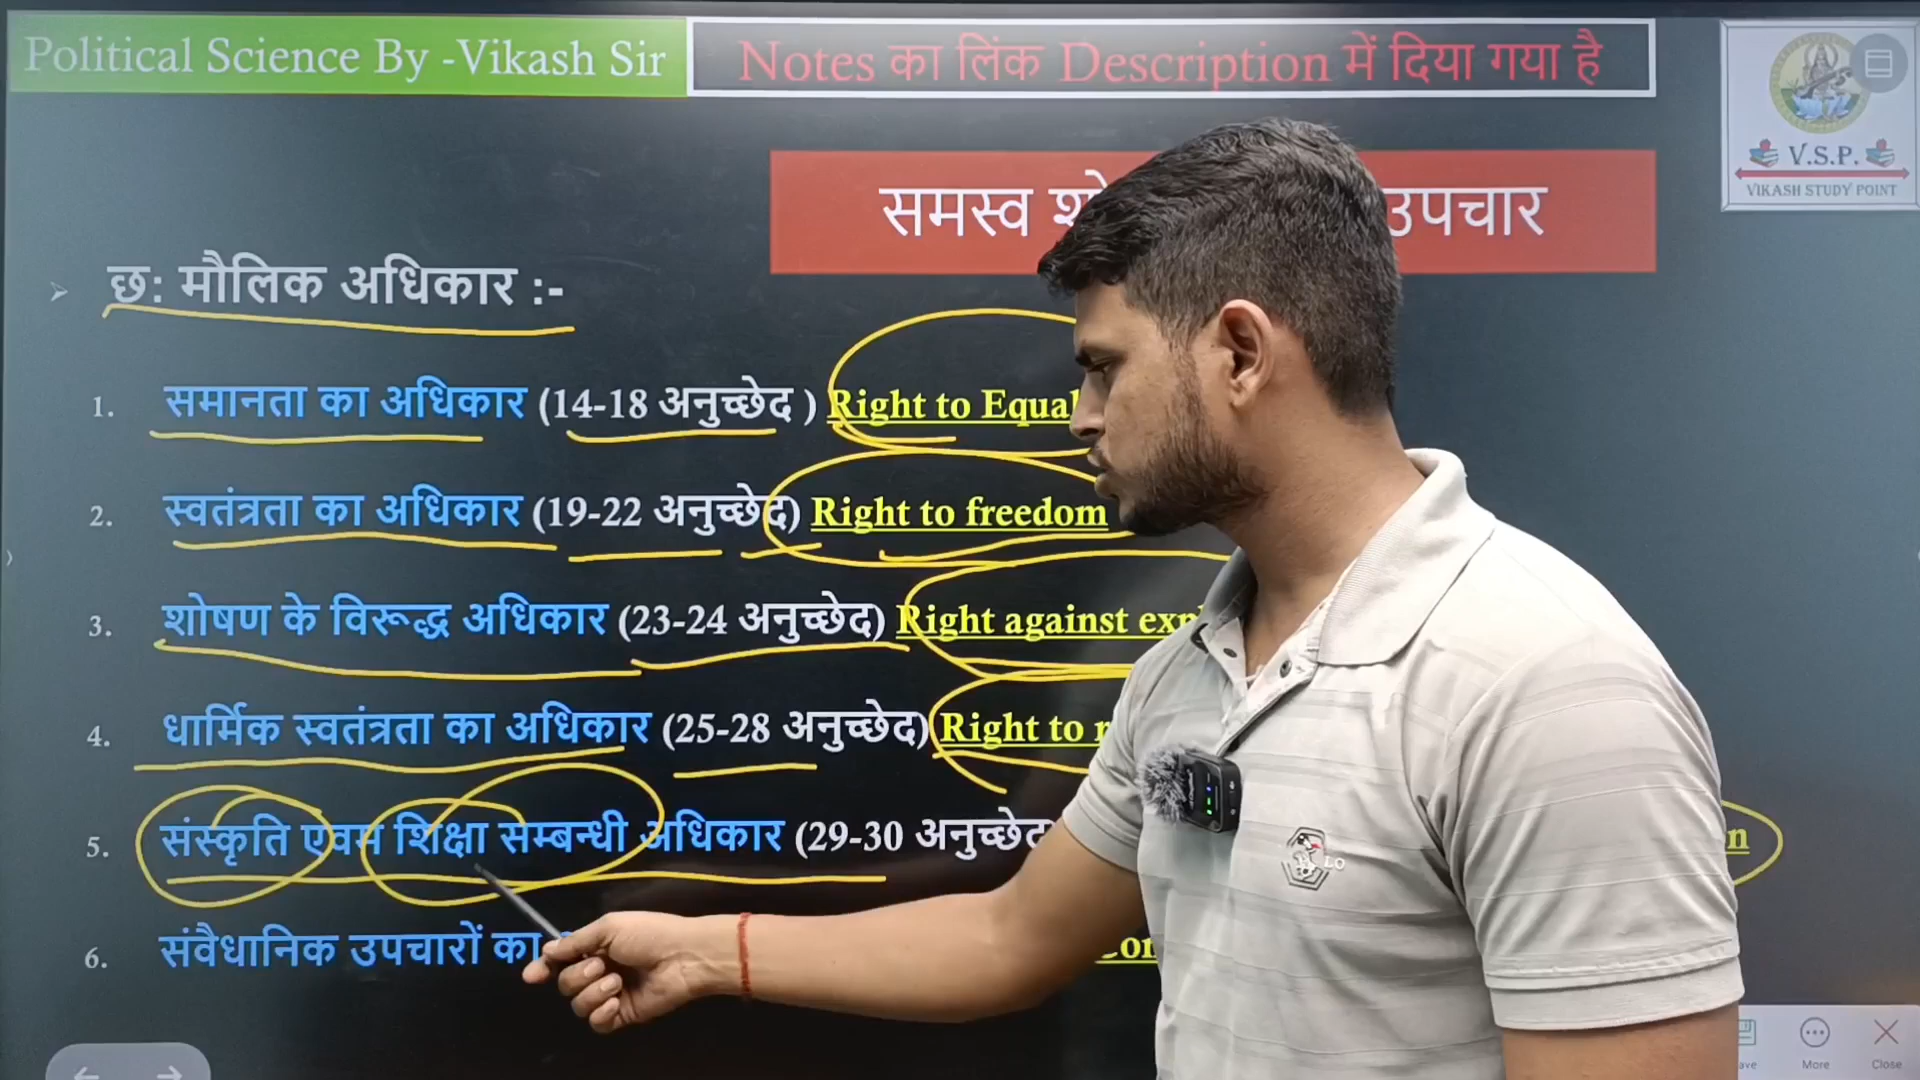 Political Science By -Vikash Sir
Notes का लिंक Description में दिया गया है
V.S.P.
VIKASH STUDY POINT
समस्व उपचार
➢ छ: मौलिक अधिकार :-
1. समानता का अधिकार (14-18 अनुच्छेद ) Right to
2. स्वतंत्रता का अधिकार (19-22 अनुच्छेद) Right to freedom
3. शोषण के विरूद्ध अधिकार (23-24 अनुच्छेद) Right against
4. धार्मिक स्वतंत्रता का अधिकार (25-28 अनुच्छेद) Right to
5. संस्कृति एवम शिक्षा सम्बन्धी अधिकार (29-30 अनुच्छेद
6. संवैधानिक उपचारों का
LO
More
Close